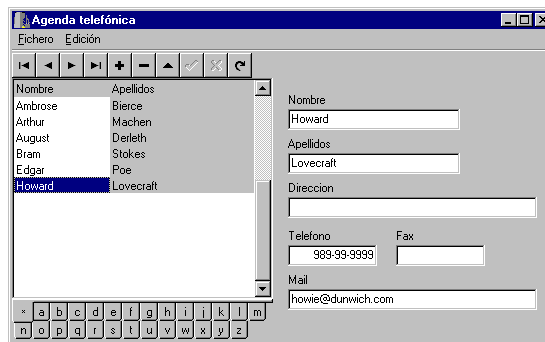 Agenda telefónica
Fichero Edición
Nombre Apellidos
Ambrose Bierce
Arthur Machen
August Derleth
Bram Stokes
Edgar Poe
Howard Lovecraft
* a b c d e f g h i j k l m
n o p q r s t u v w x y z
Nombre
Howard
Apellidos
Lovecraft
Direccion
Telefono Fax
989-99-9999
Mail
howie@dunwich.com